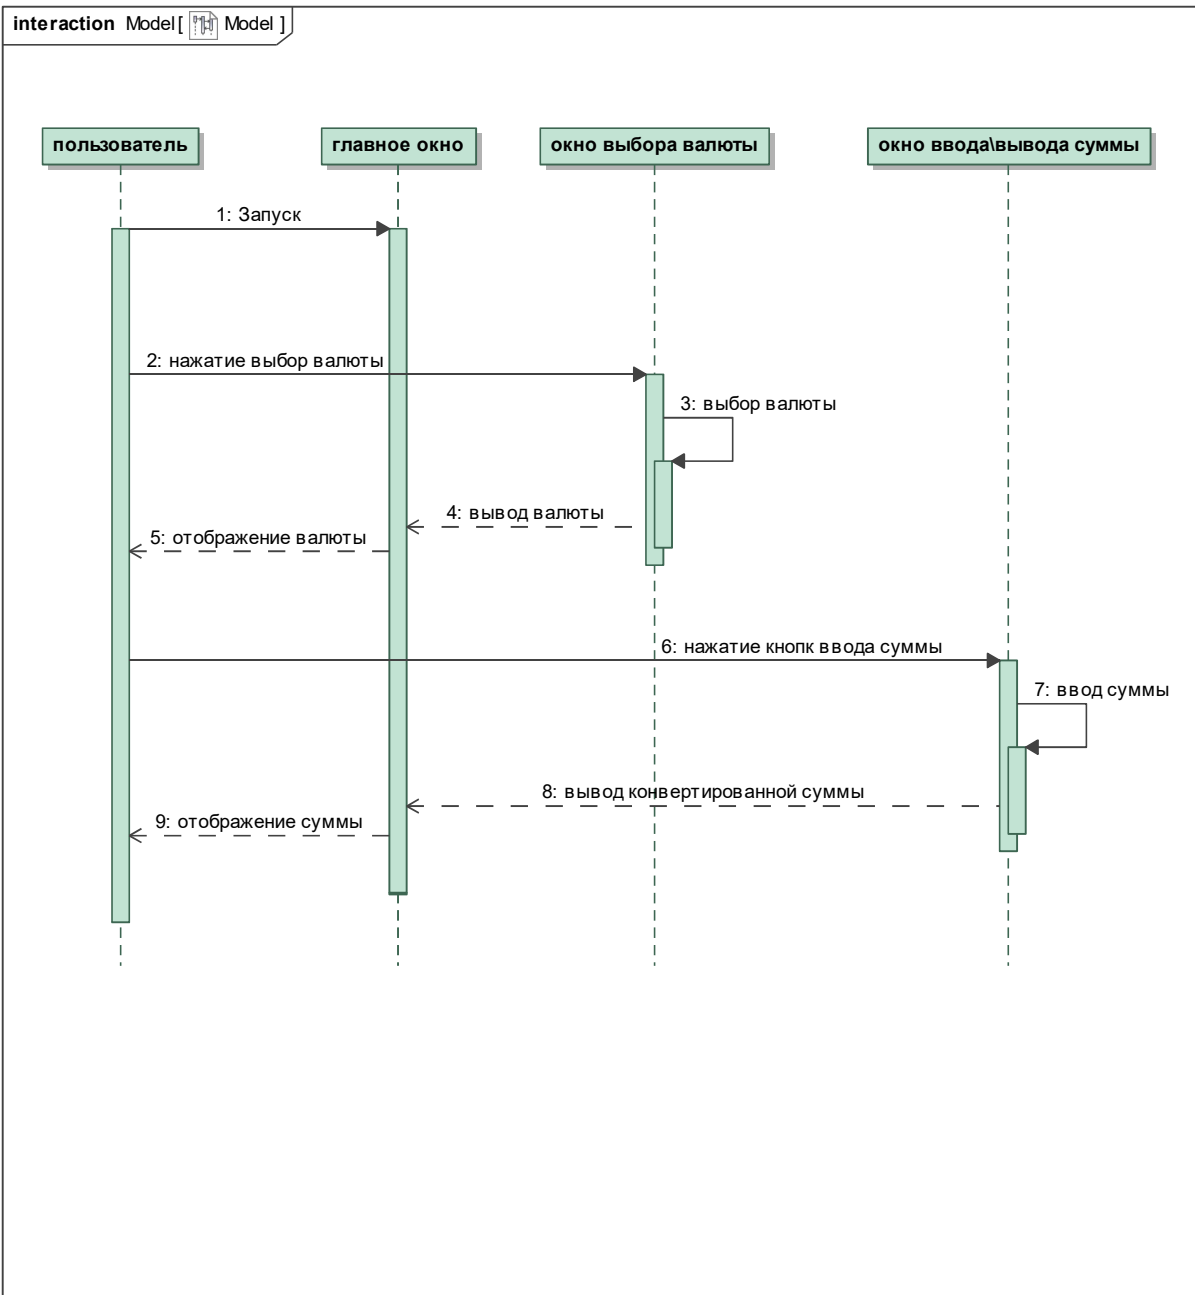 interaction Model[ Model ]
пользователь
главное окно
окно выбора валюты
окно ввода\вывода суммы
1: Запуск
2: нажатие выбор валюты
3: выбор валюты
4: вывод валюты
5: отображение валюты
6: нажатие кнопк ввода суммы
7: ввод суммы
8: вывод конвертированной суммы
9: отображение суммы